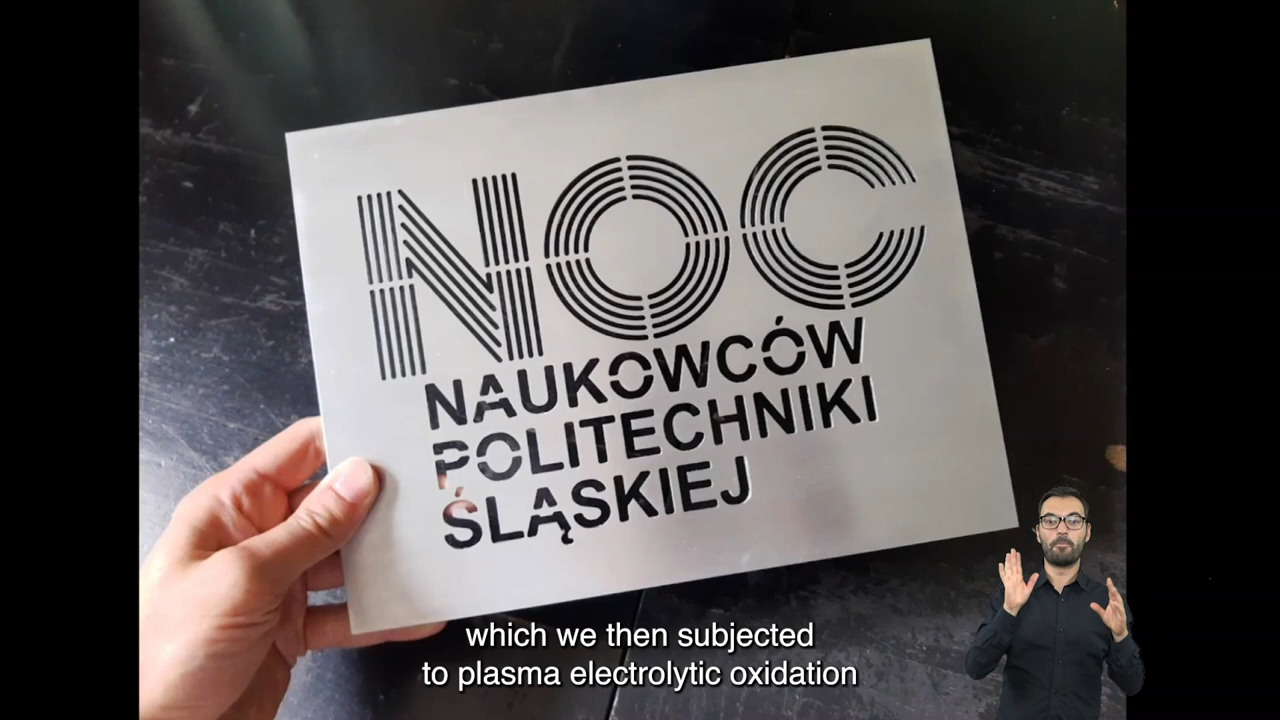 NOC
NAUKOWCÓW
POLITECHNIKI
ŚLĄSKIEJ
which we then subjected
to plasma electrolytic oxidation